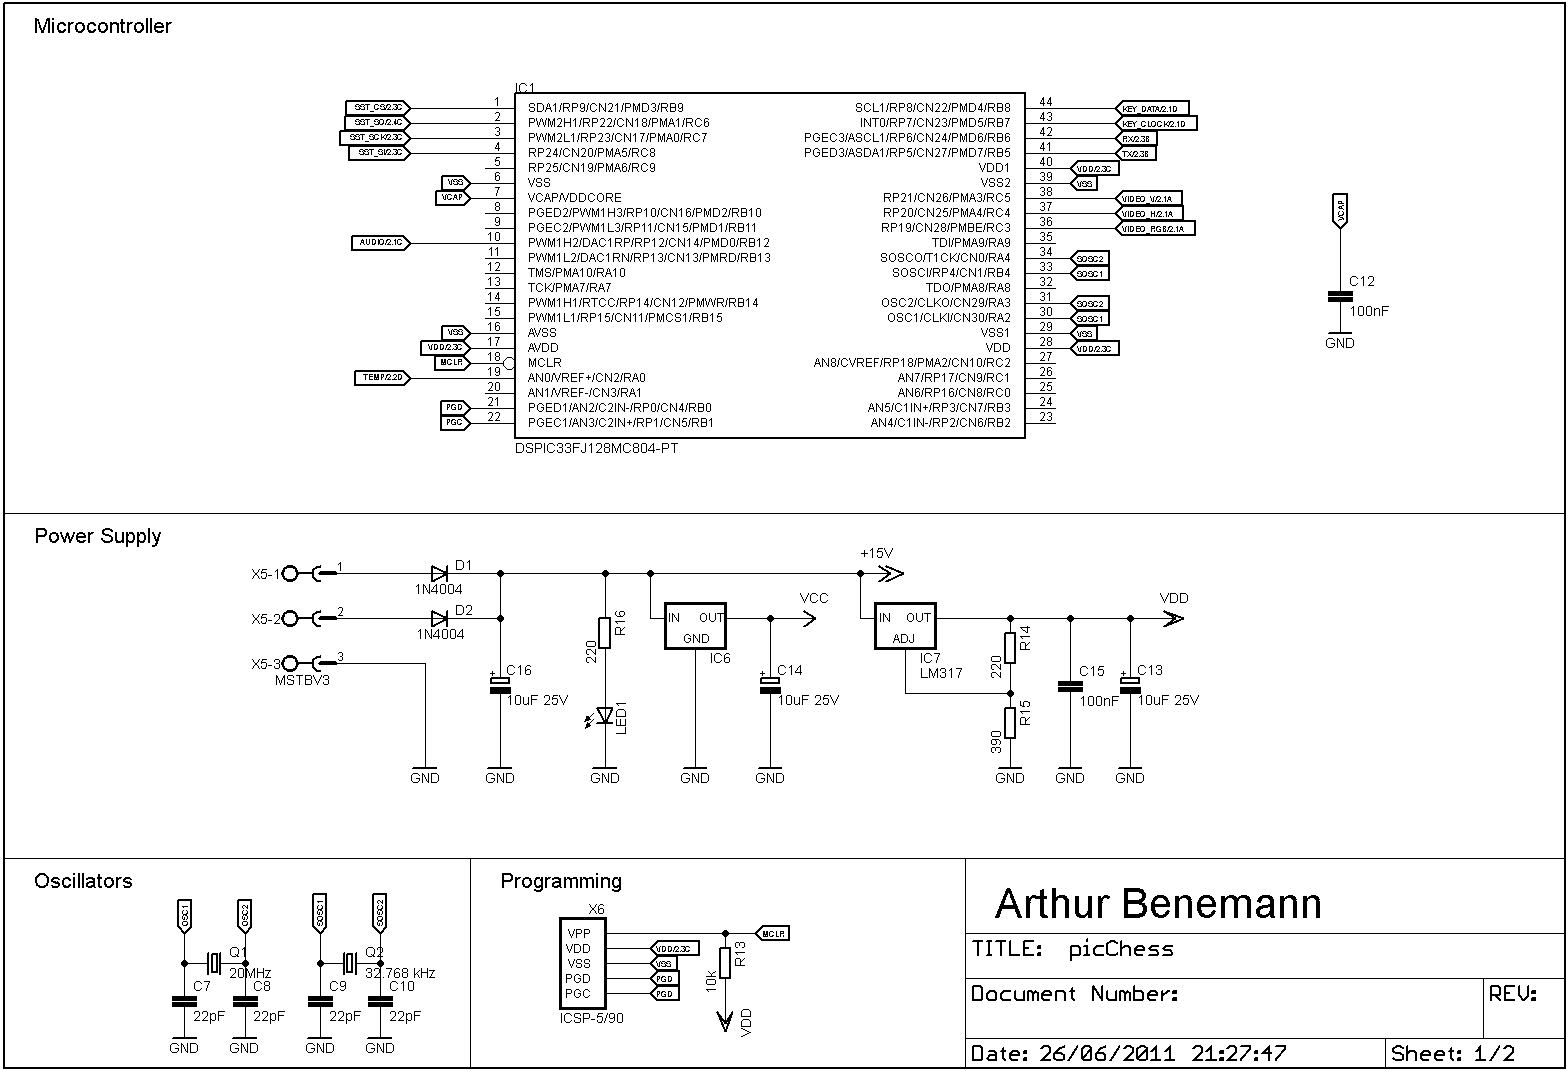 Microcontroller
IC1
SST_CS/2.3C 1 SDA1/RP9/CN21/PMD3/RB9
SST_SO/2.4C 2 PWM2H1/RP22/CN18/PMA1/RC6
SST_SCK/2.3C 3 PWM2L1/RP23/CN17/PMA0/RC7
SST_SI/2.3C 4 RP24/CN20/PMA5/RC8
5 RP25/CN19/PMA6/RC9
VSS 6 VSS
VCAP 7 VCAP/VDDCORE
8 PGED2/PWM1H3/RP10/CN16/PMD2/RB10
9 PGEC2/PWM1L3/RP11/CN15/PMD1/RB11
AUDIO/2.1C 10 PWM1H2/DAC1RP/RP12/CN14/PMD0/RB12
11 PWM1L2/DAC1RN/RP13/CN13/PMRD/RB13
12 TMS/PMA10/RA10
13 TCK/PMA7/RA7
14 PWM1H1/RTCC/RP14/CN12/PMWR/RB14
15 PWM1L1/RP15/CN11/PMCS1/RB15
VSS 16 AVSS
VDD/2.3C 17 AVDD
MCLR 18 MCLR
TEMP/2.2D 19 AN0/VREF+/CN2/RA0
20 AN1/VREF-/CN3/RA1
PGD 21 PGED1/AN2/C2IN-/RP0/CN4/RB0
PGC 22 PGEC1/AN3/C2IN+/RP1/CN5/RB1
SCL1/RP8/CN22/PMD4/RB8 44 KEY_DATA/2.1D
INT0/RP7/CN23/PMD5/RB7 43 KEY_CLOCK/2.1D
PGEC3/ASCL1/RP6/CN24/PMD6/RB6 42 RX/2.3B
PGED3/ASDA1/RP5/CN27/PMD7/RB5 41 TX/2.3B
VDD1 40 VDD/2.3C
VSS2 39 VSS
RP21/CN26/PMA3/RC5 38 VIDEO_V/2.1A
RP20/CN25/PMA4/RC4 37 VIDEO_H/2.1A
RP19/CN28/PMBE/RC3 36 VIDEO_RGB/2.1A
TDI/PMA9/RA9 35
SOSCO/T1CK/CN0/RA4 34 SOSC2
SOSCI/RP4/CN1/RB4 33 SOSC1
TDO/PMA8/RA8 32
OSC2/CLKO/CN29/RA3 31 SOSC2
OSC1/CLKI/CN30/RA2 30 SOSC1
VSS1 29 VSS
VDD 28 VDD/2.3C
AN8/CVREF/RP18/PMA2/CN10/RC2 27
AN7/RP17/CN9/RC1 26
AN6/RP16/CN8/RC0 25
AN5/C1IN+/RP3/CN7/RB3 24
AN4/C1IN-/RP2/CN6/RB2 23
DSPIC33FJ128MC804-PT
VCAP
C12
100nF
GND
Power Supply
X5-1 1
X5-2 2
X5-3 3
MSTBV3
GND
D1
1N4004
D2
1N4004
C16
10uF 25V
GND
R16
220
LED1
GND
IN OUT
GND
IC6
GND
VCC
C14
10uF 25V
GND
+15V
IN OUT
ADJ
IC7
LM317
R14
220
R15
390
GND
C15
100nF
GND
VDD
C13
10uF 25V
GND
Oscillators
OSC1 OSC2 SOSC1 SOSC2
Q1 Q2
20MHz 32.768 kHz
C7 C8 C9 C10
22pF 22pF 22pF 22pF
GND GND GND GND
Programming
X6
VPP MCLR
VDD VDD/2.3C
VSS VSS
PGD PGD
PGC PGD
ICSP-5/90
R13
10k
VDD
Arthur Benemann
TITLE: picChess
Document Number:
REV:
Date: 26/06/2011 21:27:47
Sheet: 1/2